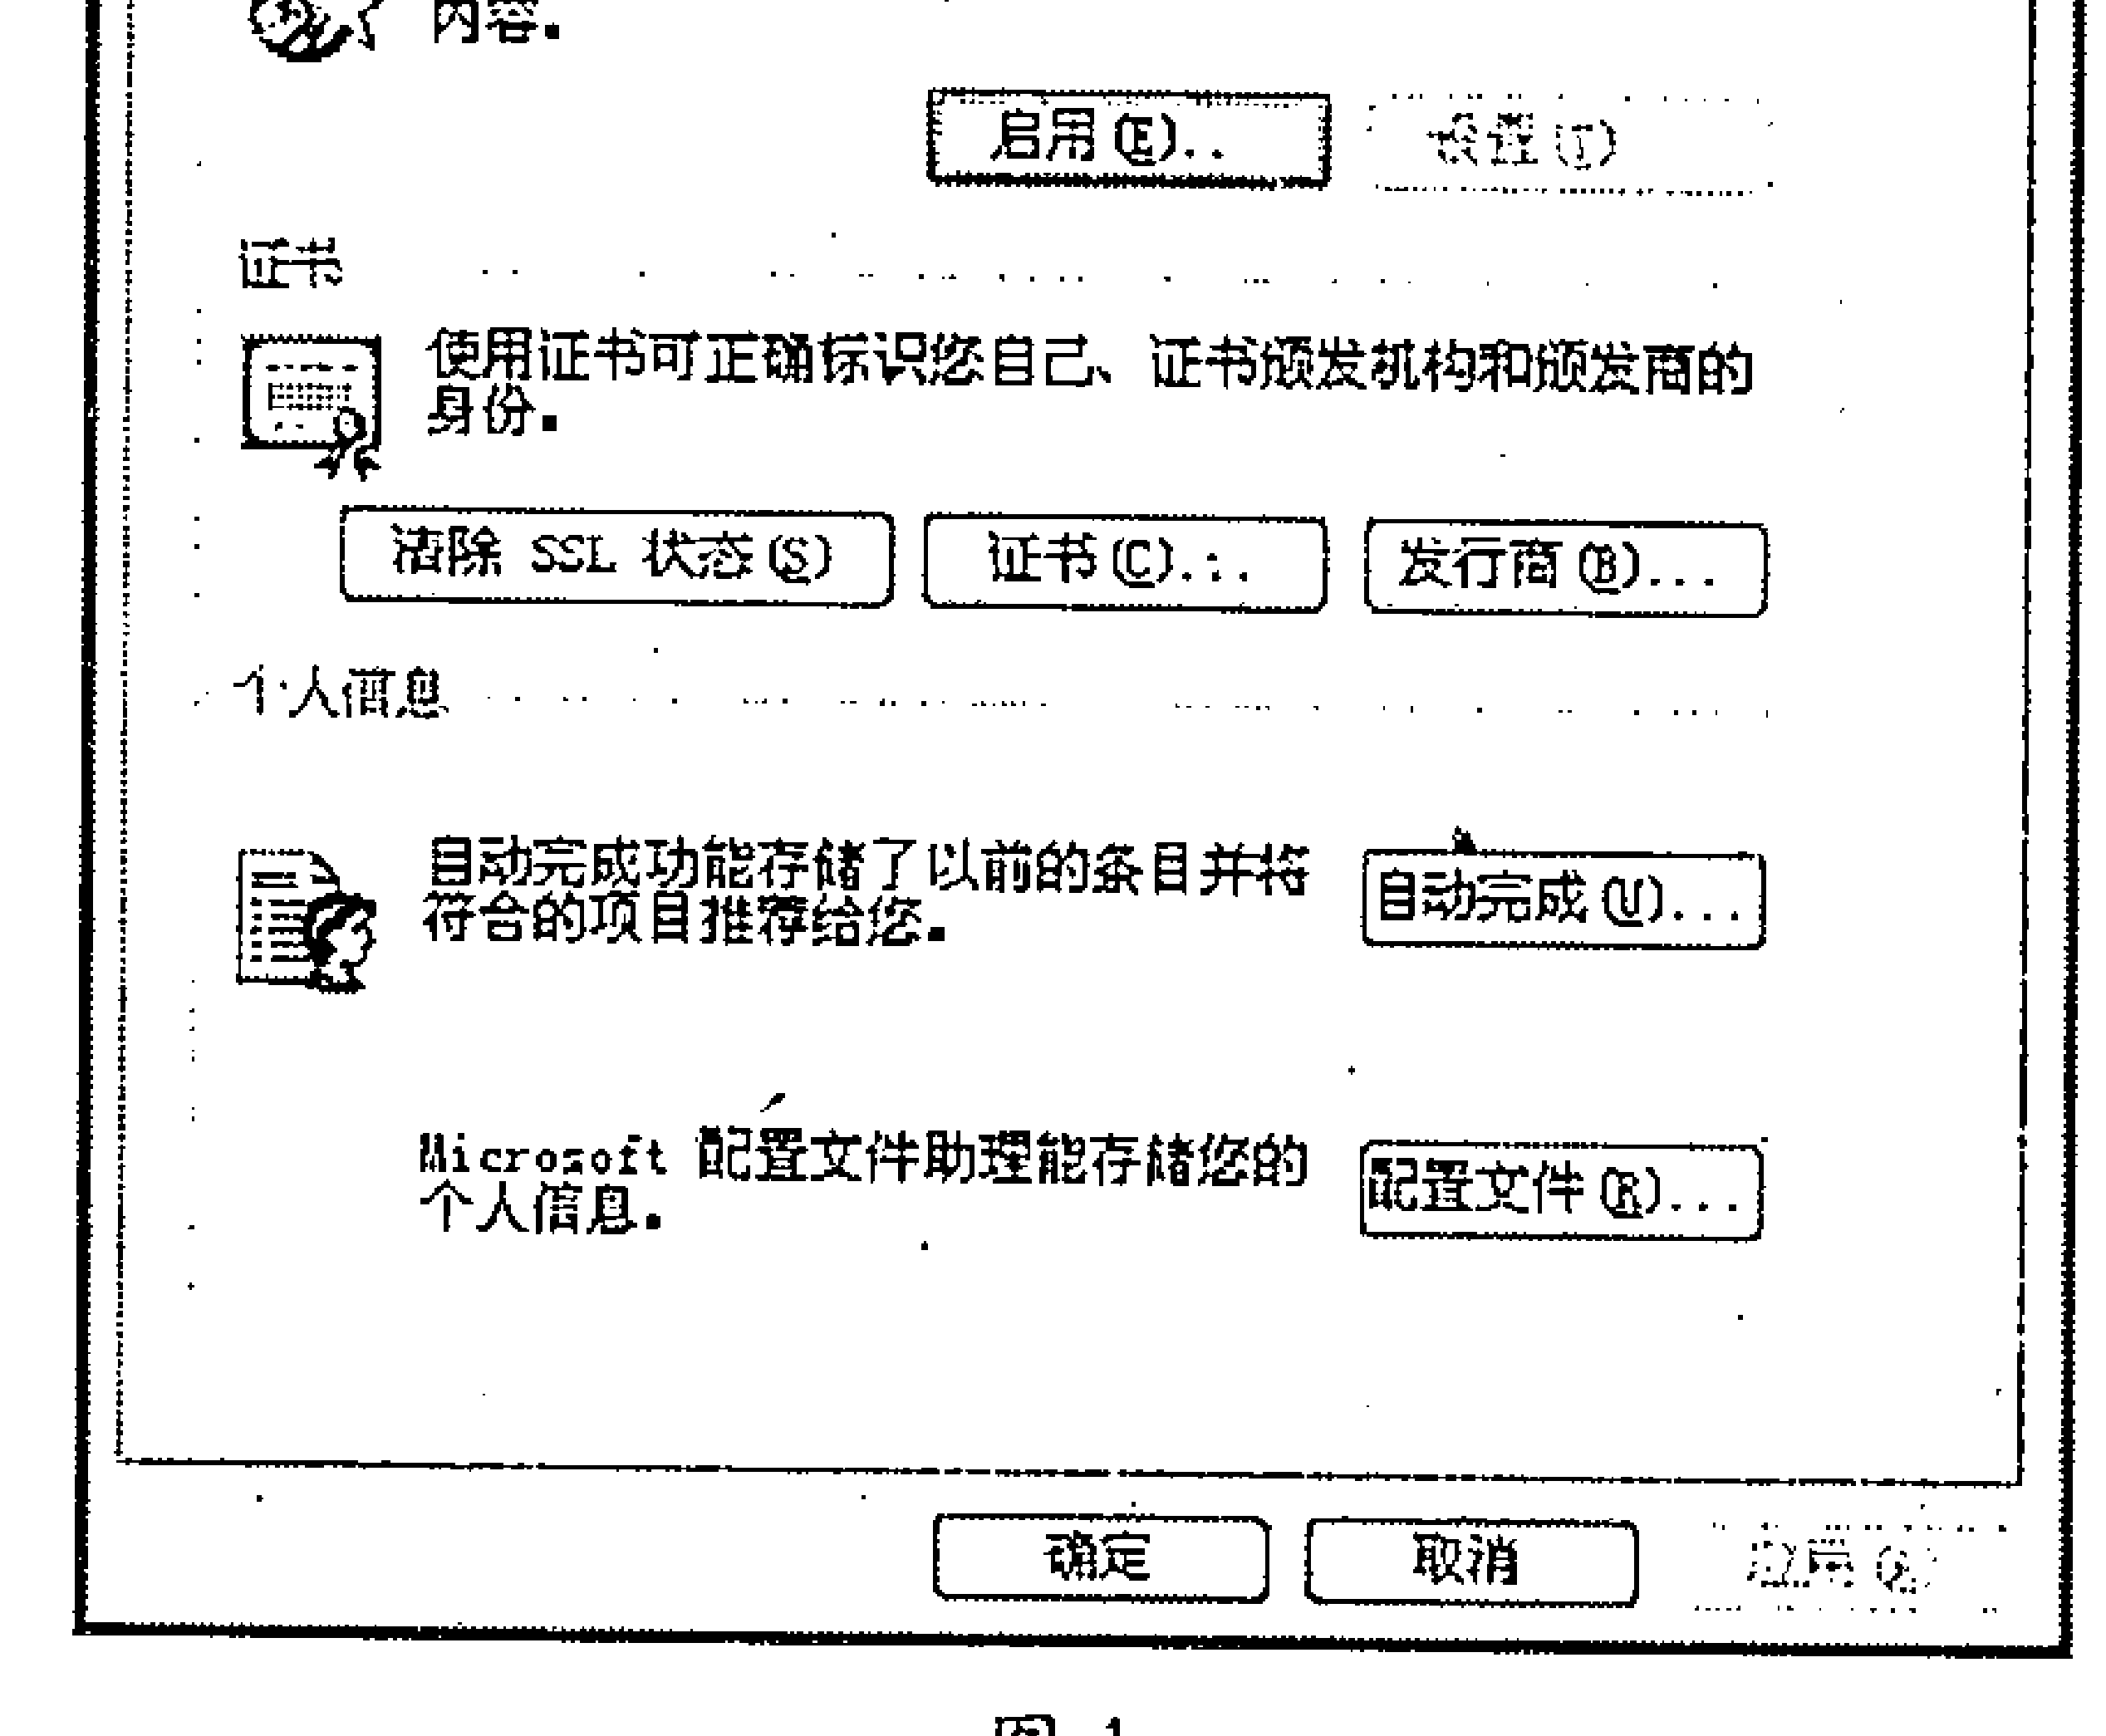 内容。
启用(E)..
使用证书可正确标识您自己、证书颁发机构和颁发商的
身份。
清除 SSL 状态(S)
证书(C)...
发行商(B)...
个人信息
自动完成功能存储了以前的条目并将
符合的项目推荐给您。
自动完成(U)...
Microsoft 配置文件助理能存储您的
个人信息。
配置文件(R)...
确定
取消
图 1